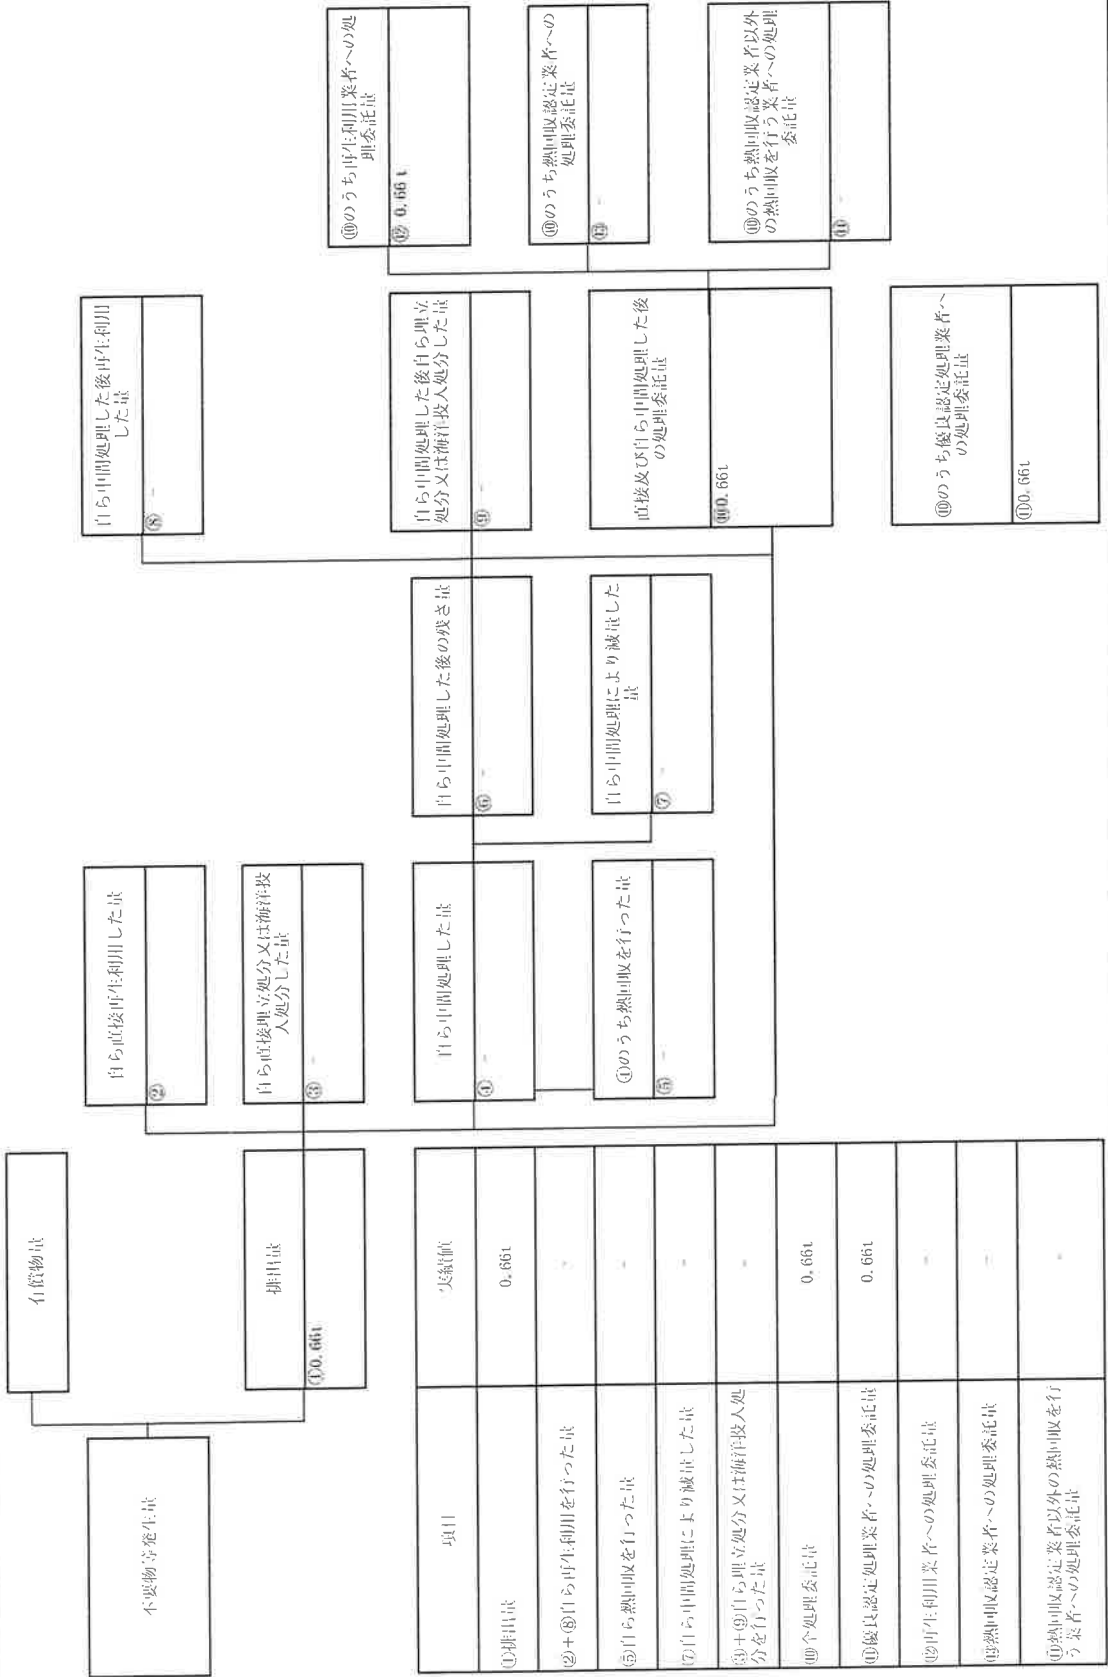 不要物等発生量
有償物量
排出量
①0.66t
自ら直接再生利用した量
②
自ら直接埋立処分又は海洋投
入処分した量
③ -
自ら中間処理した量
④ -
④のうち熱回収を行った量
⑤ -
自ら中間処理した後の残さ量
⑥ -
自ら中間処理により減量した
量
⑦ -
自ら中間処理した後再生利用
した量
⑧ -
自ら中間処理した後自ら埋立
処分又は海洋投入処分した量
⑨ -
直接及び自ら中間処理した後
の処理委託量
⑩0.66t
⑩のうち優良認定処理業者へ
の処理委託量
⑪0.66t
⑩のうち再生利用業者への処
理委託量
⑫ 0.66 t
⑩のうち熱回収認定業者への
処理委託量
⑬ -
⑩のうち熱回収認定業者以外
の熱回収を行う業者への処理
委託量
⑭ -
項目 実績値
①排出量 0.66t
②+⑧自ら再生利用を行った量 -
⑤自ら熱回収を行った量 -
⑦自ら中間処理により減量した量 -
③+⑨自ら埋立処分又は海洋投入処
分を行った量 -
⑩全処理委託量 0.66t
⑪優良認定処理業者への処理委託量 0.66t
⑫再生利用業者への処理委託量 -
⑬熱回収認定業者への処理委託量 -
⑭熱回収認定業者以外の熱回収を行
う業者への処理委託量 -